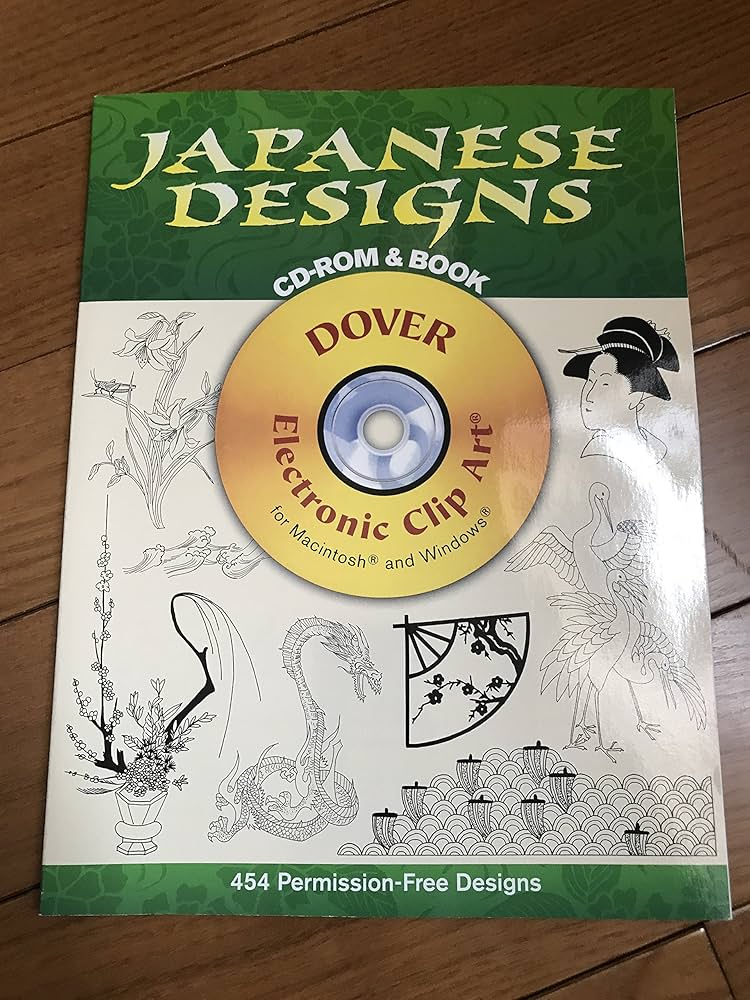 JAPANESE
DESIGNS
CD-ROM & BOOK
DOVER
Electronic Clip Art®
for Macintosh® and Windows®
454 Permission-Free Designs